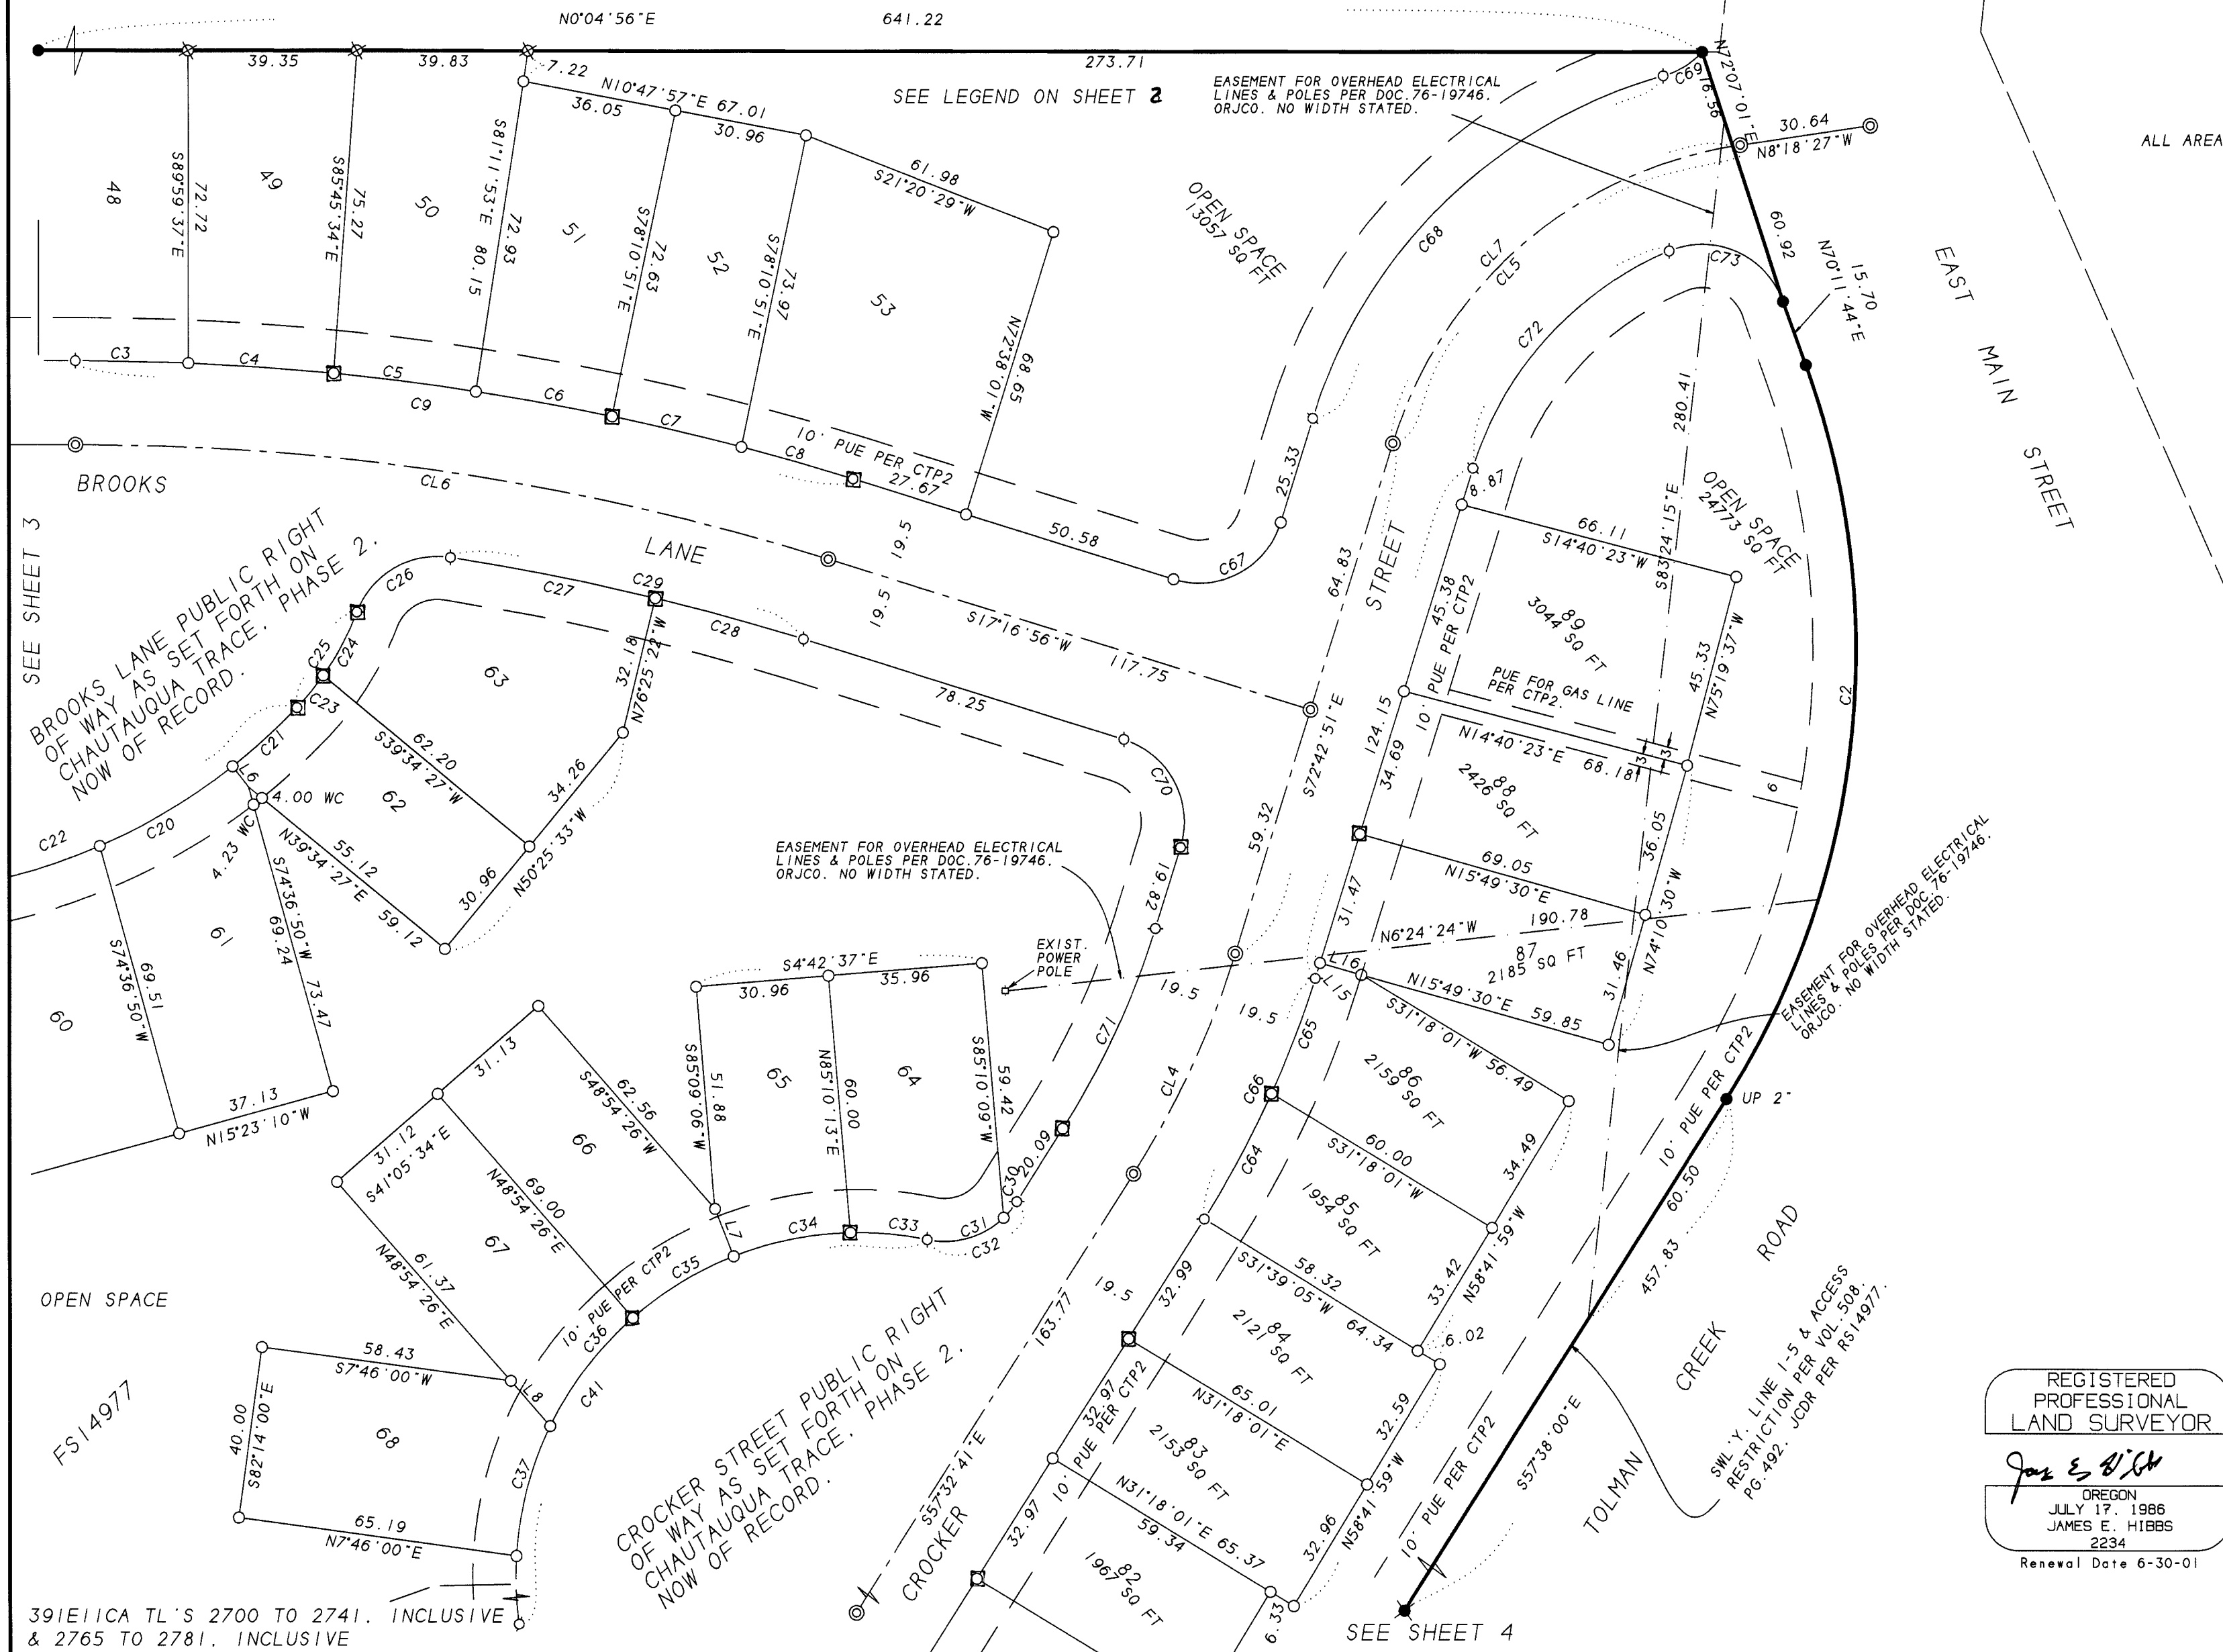 N0°04'56"E
641.22
39.35
39.83
7.22
273.71
N10°47'57"E 67.01
36.05
30.96
SEE LEGEND ON SHEET 2
EASEMENT FOR OVERHEAD ELECTRICAL
LINES & POLES PER DOC.76-19746.
ORJCO. NO WIDTH STATED.
C69
16.56
N72°07'01"E
30.64
N8°18'27"W
ALL AREA
48
S89°59'37"E
72.72
49
S85°45'34"E
75.27
50
S81°11'53"E
72.93
80.15
51
S78°10'51"E
72.63
52
S78°10'51"E
73.97
61.98
S21°20'29"W
53
N72°38'01"W
68.65
OPEN SPACE
13057 SQ FT
C68
CL7
CL5
60.92
C73
15.70
N70°11'44"E
C72
EAST
MAIN
STREET
C3
C4
C5
C9
C6
C7
C8
10' PUE PER CTP2
27.67
50.58
C67
25.33
280.41
S83°24'15"E
BROOKS
CL6
LANE
SEE SHEET 3
BROOKS LANE PUBLIC RIGHT
OF WAY AS SET FORTH ON
CHAUTAUQUA TRACE, PHASE 2.
NOW OF RECORD.
19.5
19.5
S17°16'56"W
117.75
64.83
STREET
8.87
66.11
S14°40'23"W
OPEN SPACE
24773 SQ FT
89
3044 SQ FT
45.38
10' PUE PER CTP2
PUE FOR GAS LINE
PER CTP2.
45.33
N75°19'37"W
C2
C26
C27
C29
C28
C25
C24
C23
C21
L6
4.00 WC
63
32.18
N76°25'22"W
78.25
62.20
S39°34'27"W
62
34.26
N50°25'33"W
30.96
N39°34'27"E
55.12
59.12
C70
19.82
59.32
S72°42'51"E
124.15
34.69
N14°40'23"E
68.18
3
3
6
88
2426 SQ FT
36.05
69.05
N15°49'30"E
31.47
C22
C20
4.23 WC
S74°36'50"W
69.24
73.47
61
69.51
S74°36'50"W
60
37.13
N15°23'10"W
EASEMENT FOR OVERHEAD ELECTRICAL
LINES & POLES PER DOC.76-19746.
ORJCO. NO WIDTH STATED.
EXIST.
POWER
POLE
N6°24'24"W
190.78
87
2185 SQ FT
31.46
N74°10'30"W
EASEMENT FOR OVERHEAD ELECTRICAL
LINES & POLES PER DOC.76-19746.
ORJCO. NO WIDTH STATED.
L16
L15
N15°49'30"E
59.85
S4°42'37"E
30.96
35.96
S85°09'06"W
51.88
65
N85°10'13"E
60.00
64
S85°10'09"W
59.42
C30
20.09
C71
19.5
19.5
CL4
C65
C66
S31°18'01"W 56.49
86
2159 SQ FT
34.49
10' PUE PER CTP2
UP 2"
60.50
457.83
31.13
S48°54'26"W
62.56
66
31.12
S41°05'34"E
N48°54'26"E
69.00
67
N48°54'26"E
61.37
L7
C34
C33
C31
C32
C35
C36
10' PUE PER CTP2
C64
60.00
S31°18'01"W
85
1954 SQ FT
33.42
N58°41'59"W
S31°39'05"W
58.32
64.34
6.02
32.99
19.5
84
2121 SQ FT
32.59
OPEN SPACE
FS14977
58.43
S7°46'00"W
40.00
S82°14'00"E
68
L8
C41
C37
65.19
N7°46'00"E
CROCKER STREET PUBLIC RIGHT
OF WAY AS SET FORTH ON
CHAUTAUQUA TRACE, PHASE 2.
NOW OF RECORD.
163.77
S57°32'41"E
CROCKER
32.97
10' PUE PER CTP2
65.01
N31°18'01"E
83
2153 SQ FT
32.96
N58°41'59"W
32.97
N31°18'01"E
59.34
65.37
82
1967 SQ FT
6.33
10' PUE PER CTP2
S57°38'00"E
TOLMAN
CREEK
ROAD
SWL'Y. LINE I-5 & ACCESS
RESTRICTION PER VOL.508,
PG.492, JCDR PER RS14977.
SEE SHEET 4
REGISTERED
PROFESSIONAL
LAND SURVEYOR
OREGON
JULY 17, 1986
JAMES E. HIBBS
2234
Renewal Date 6-30-01
391E11CA TL'S 2700 TO 2741, INCLUSIVE
& 2765 TO 2781, INCLUSIVE